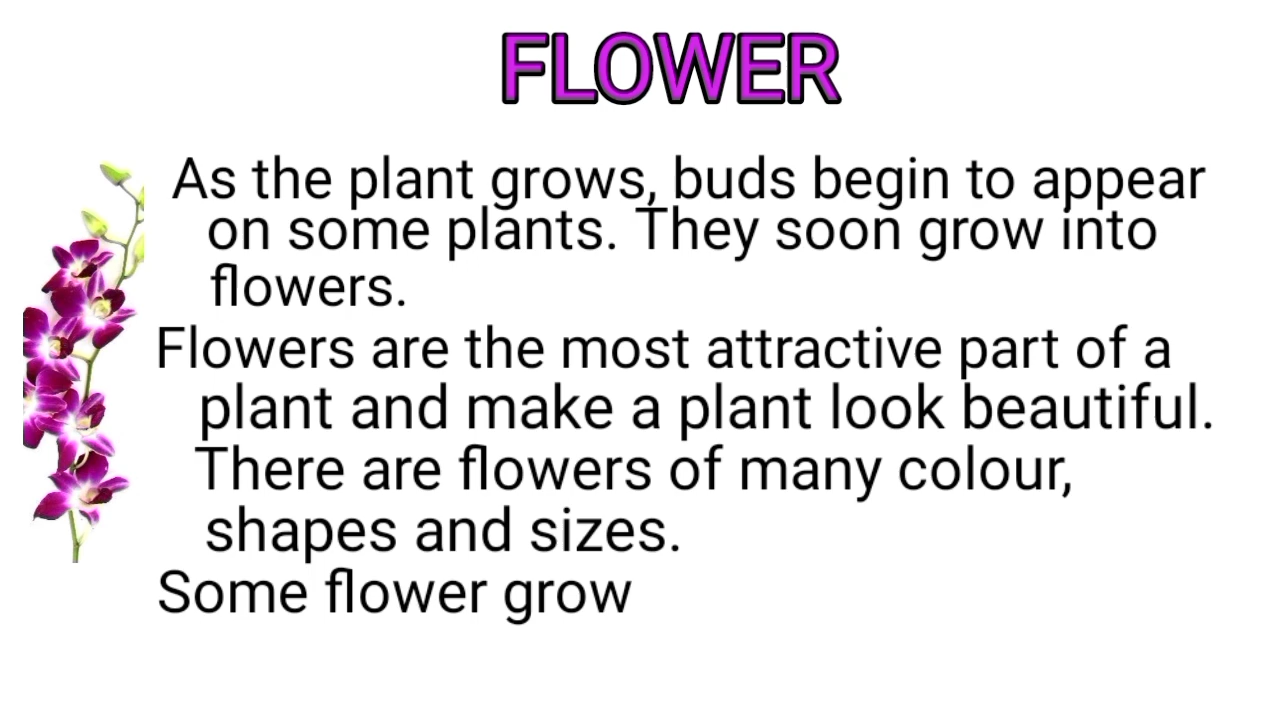 FLOWER
As the plant grows, buds begin to appear
on some plants. They soon grow into
flowers.
Flowers are the most attractive part of a
plant and make a plant look beautiful.
There are flowers of many colour,
shapes and sizes.
Some flower grow